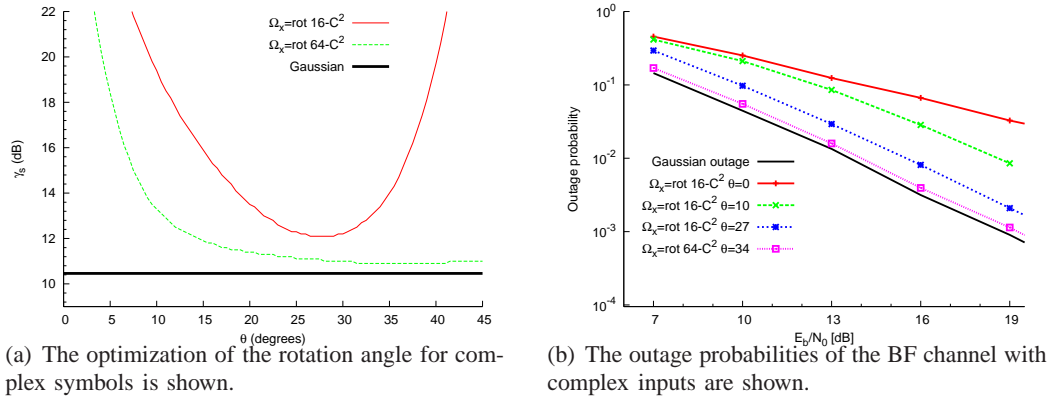 22
20
18
16
14
12
10
γs (dB)
Ωx=rot 16-C²
Ωx=rot 64-C²
Gaussian
0 5 10 15 20 25 30 35 40 45
θ (degrees)
(a) The optimization of the rotation angle for com-
plex symbols is shown.
10⁰
10⁻¹
10⁻²
10⁻³
10⁻⁴
Outage probability
Gaussian outage
Ωx=rot 16-C² θ=0
Ωx=rot 16-C² θ=10
Ωx=rot 16-C² θ=27
Ωx=rot 64-C² θ=34
7 10 13 16 19
Eb/N0 [dB]
(b) The outage probabilities of the BF channel with
complex inputs are shown.